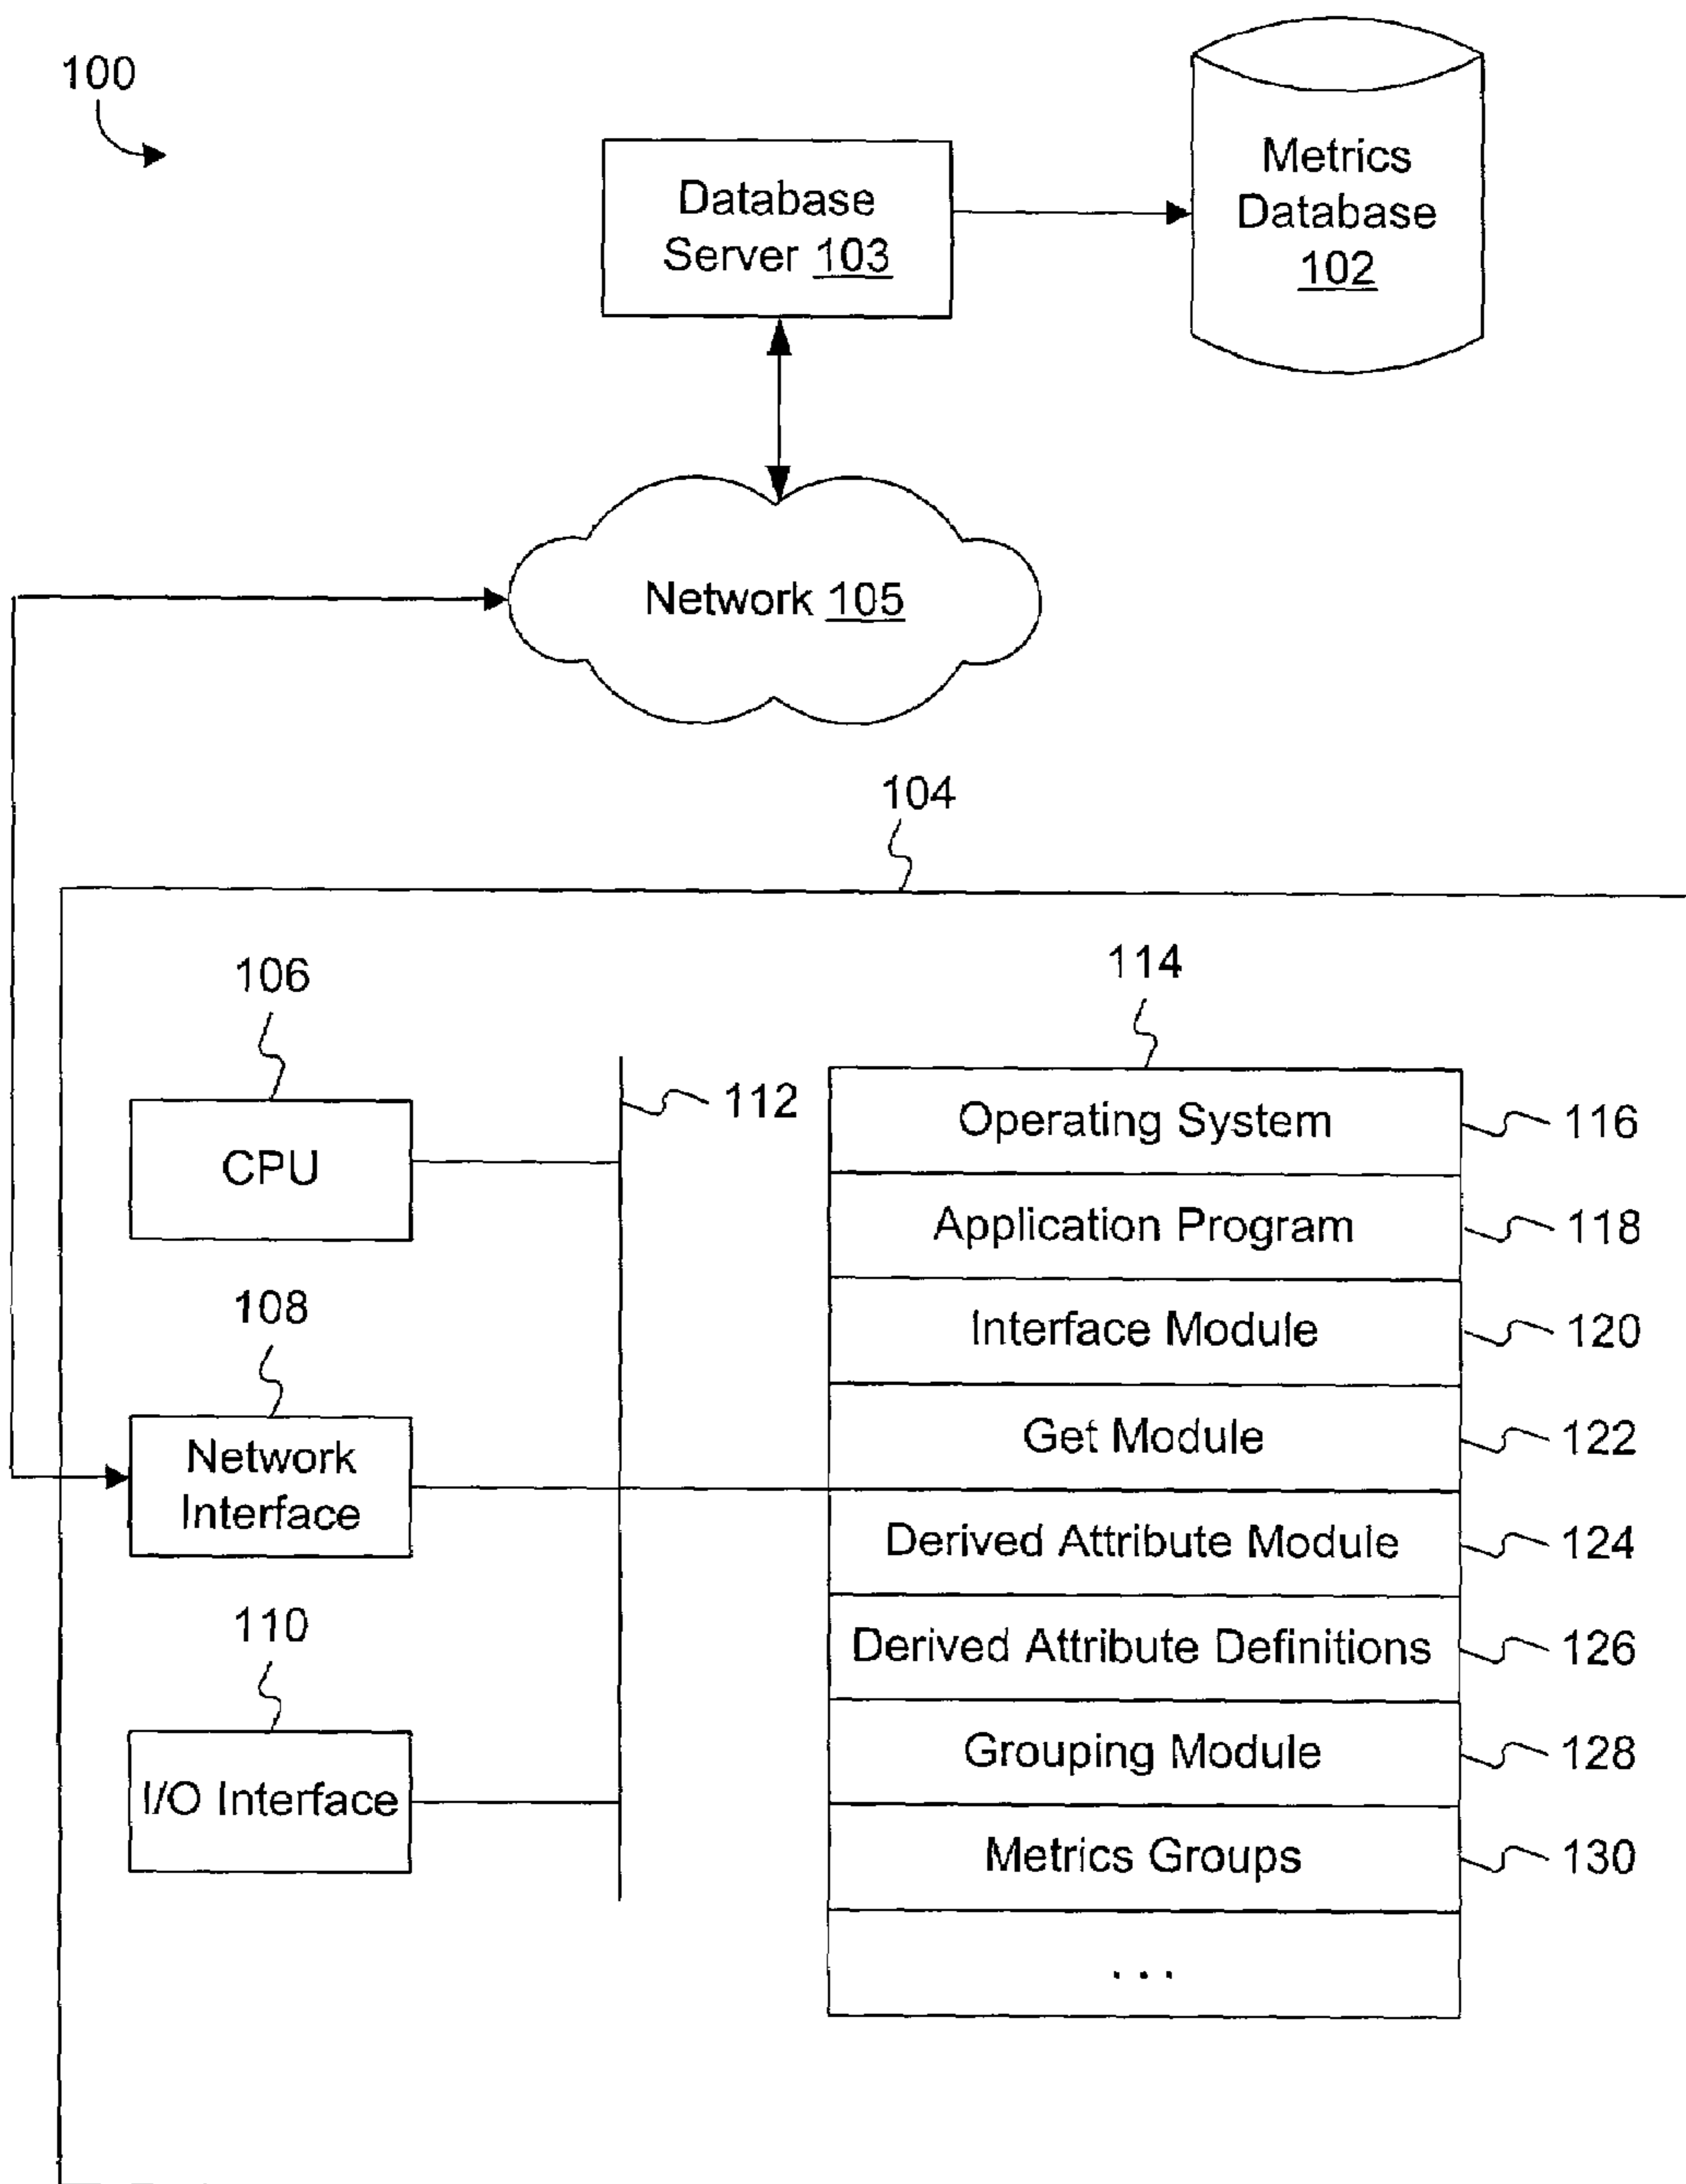 100
Metrics
Database
102
Database
Server 103
Network 105
104
106
114
CPU
112
Operating System
116
Application Program
118
Interface Module
120
108
Get Module
122
Network
Interface
Derived Attribute Module
124
110
Derived Attribute Definitions
126
Grouping Module
128
I/O Interface
Metrics Groups
130
...